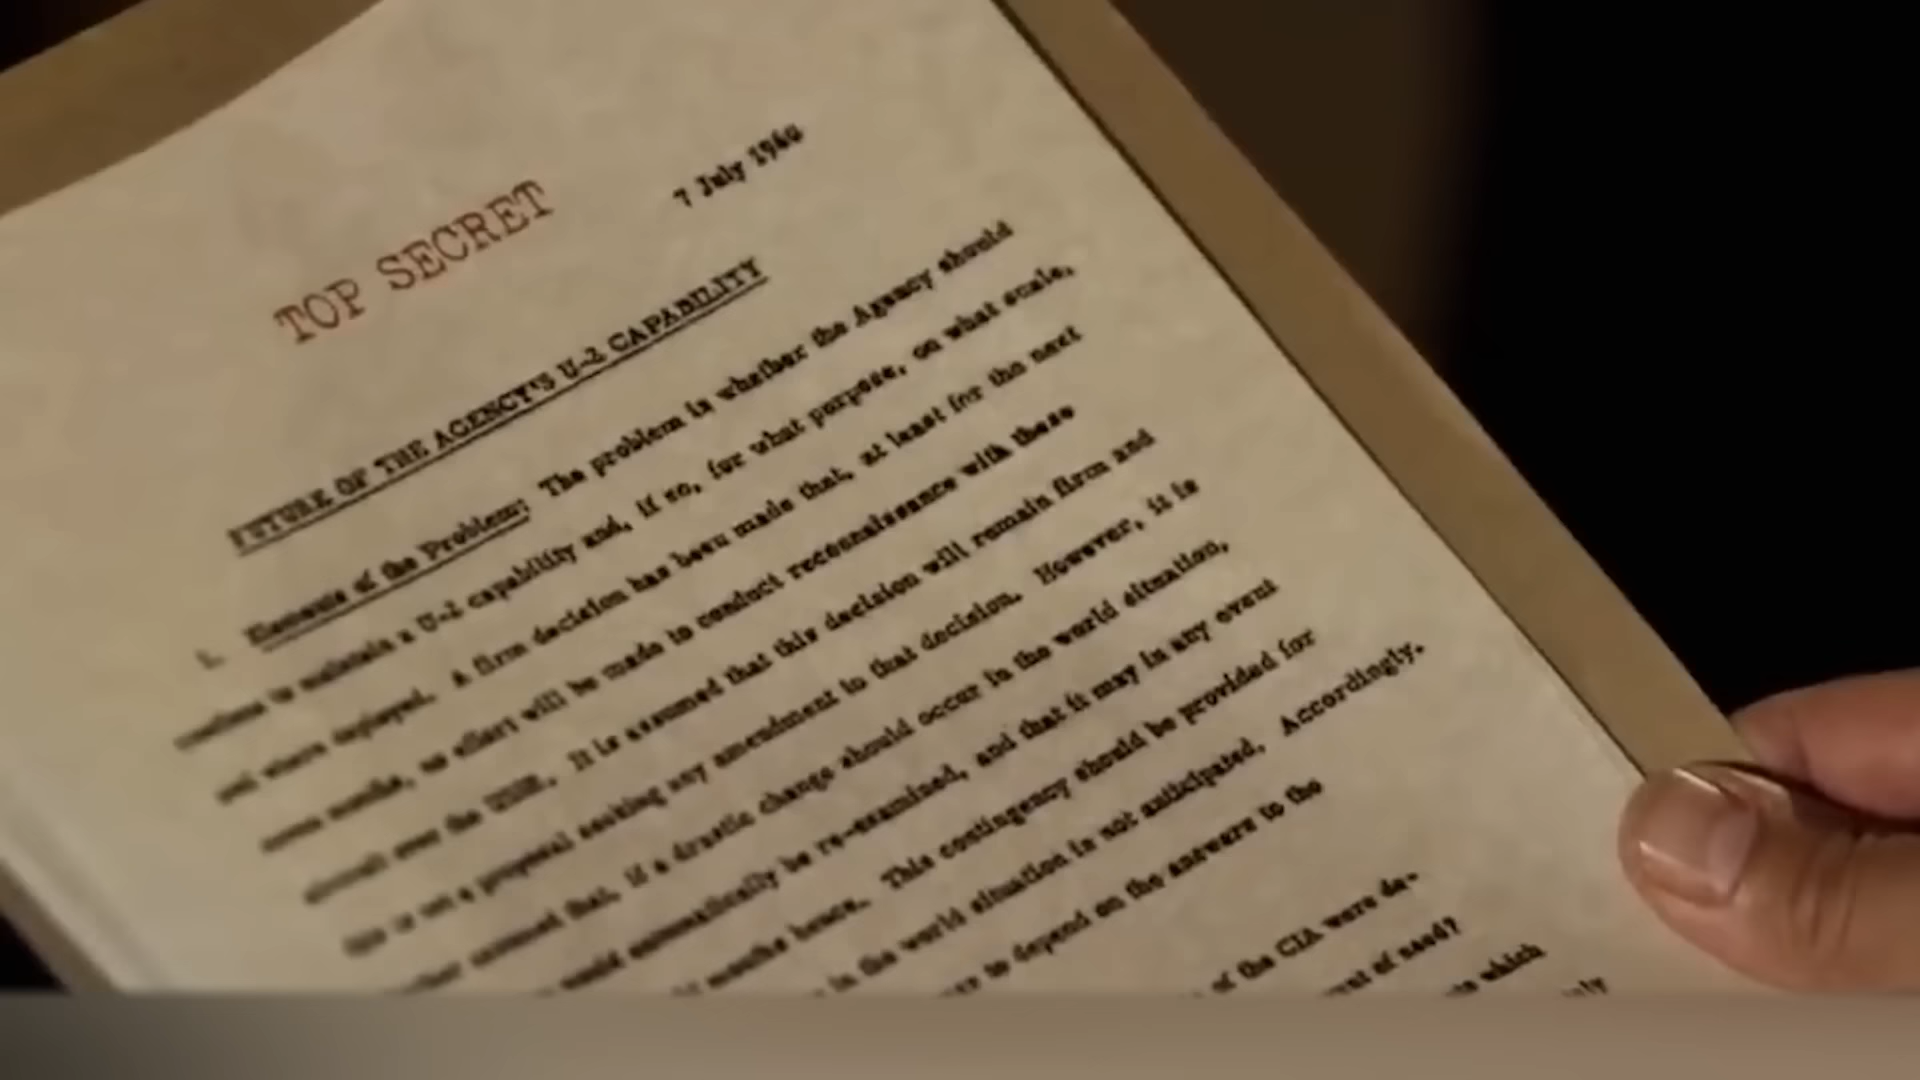 7 July 1960
TOP SECRET
FUTURE OF THE AGENCY'S U-2 CAPABILITY
1. Elements of the Problem: The problem is whether the Agency should
continue to maintain a U-2 capability and, if so, for what purpose, on what scale,
and where deployed. A firm decision has been made that, at least for the next
some months, no effort will be made to conduct reconnaissance with these
aircraft over the USSR. It is assumed that this decision will remain firm and
this is not a proposal seeking any amendment to that decision. However, it is
further assumed that, if a drastic change should occur in the world situation,
would automatically be re-examined, and that it may in any event
months hence. This contingency should be provided for
in the world situation is not anticipated. Accordingly,
to depend on the answers to the
of the CIA were de-
of need?
which